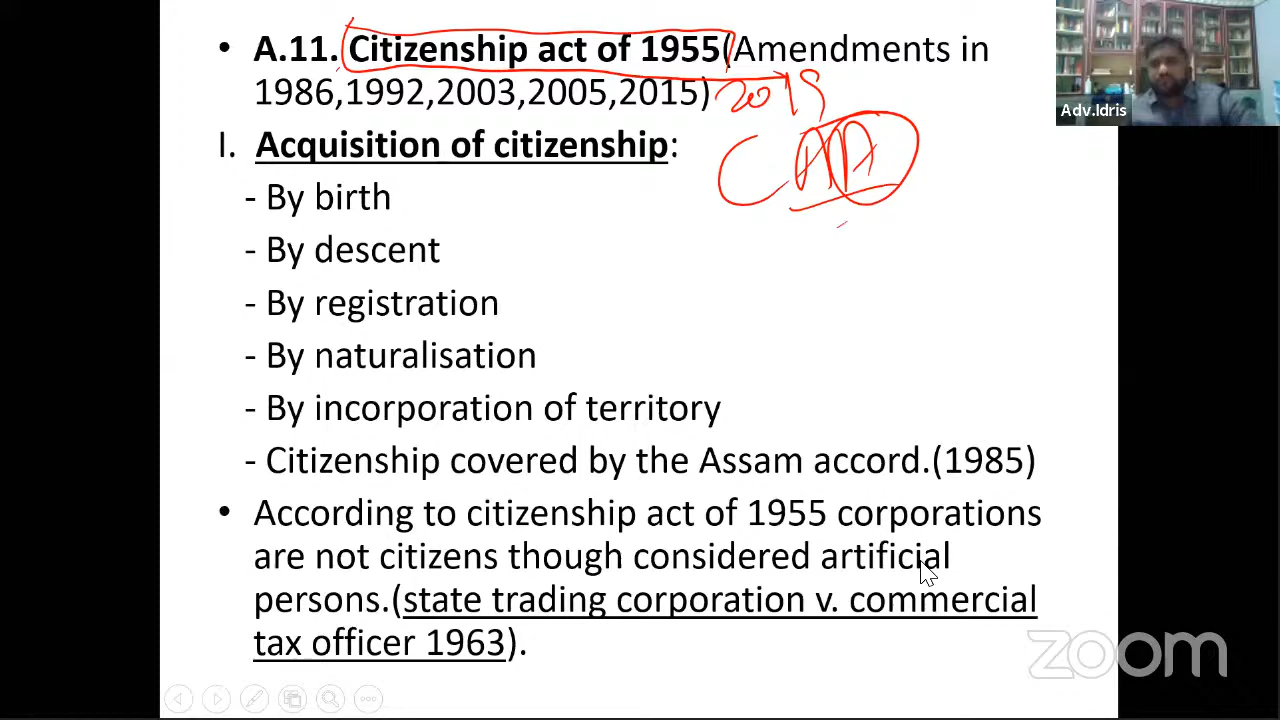 • A.11. Citizenship act of 1955(Amendments in
1986,1992,2003,2005,2015) 2019
CAA
I. Acquisition of citizenship:
- By birth
- By descent
- By registration
- By naturalisation
- By incorporation of territory
- Citizenship covered by the Assam accord.(1985)
• According to citizenship act of 1955 corporations
are not citizens though considered artificial
persons.(state trading corporation v. commercial
tax officer 1963).
Adv.Idris
zoom